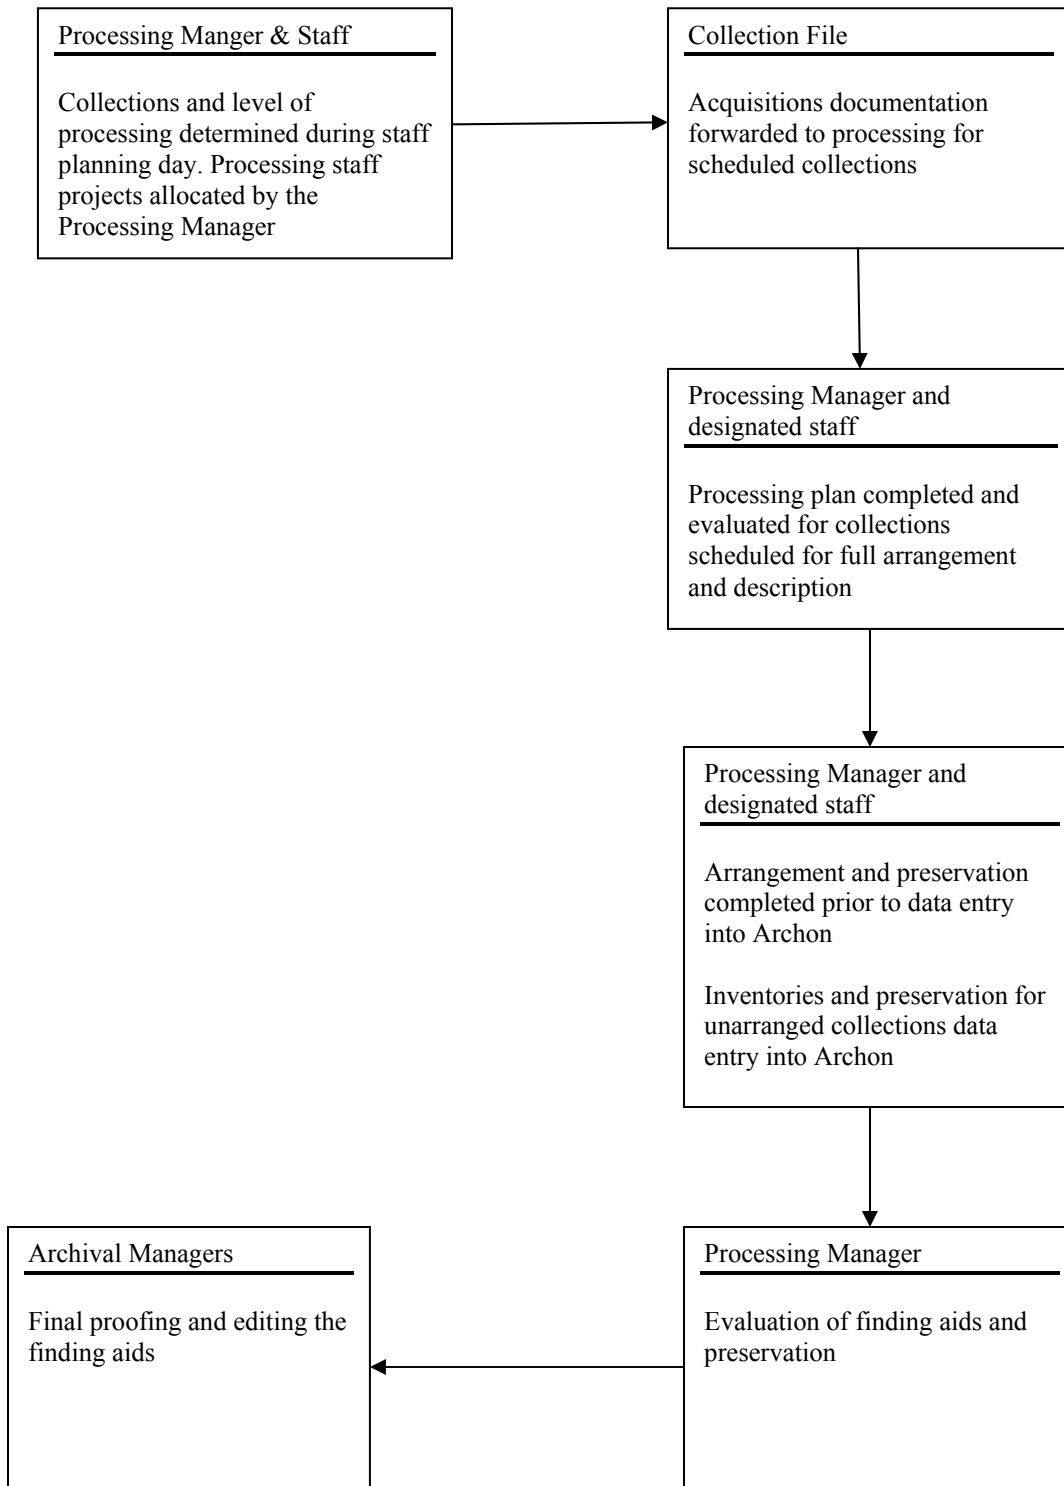 Processing Manger & Staff
Collections and level of
processing determined during staff
planning day. Processing staff
projects allocated by the
Processing Manager
Collection File
Acquisitions documentation
forwarded to processing for
scheduled collections
Processing Manager and
designated staff
Processing plan completed and
evaluated for collections
scheduled for full arrangement
and description
Processing Manager and
designated staff
Arrangement and preservation
completed prior to data entry
into Archon
Inventories and preservation for
unarranged collections data
entry into Archon
Processing Manager
Evaluation of finding aids and
preservation
Archival Managers
Final proofing and editing the
finding aids